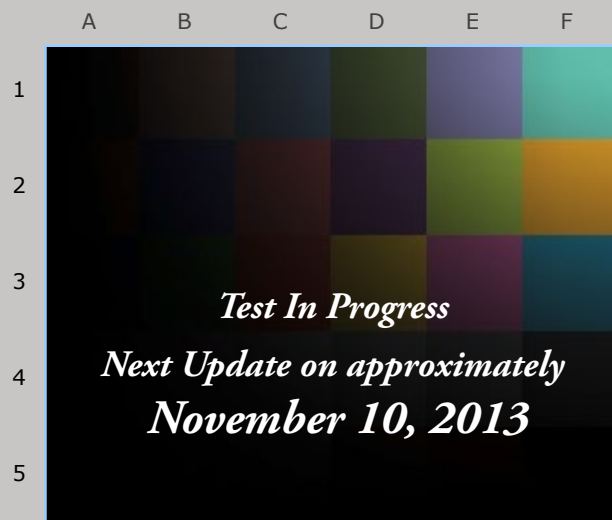 A B C D E F
1
2
3
Test In Progress
Next Update on approximately
4
November 10, 2013
5